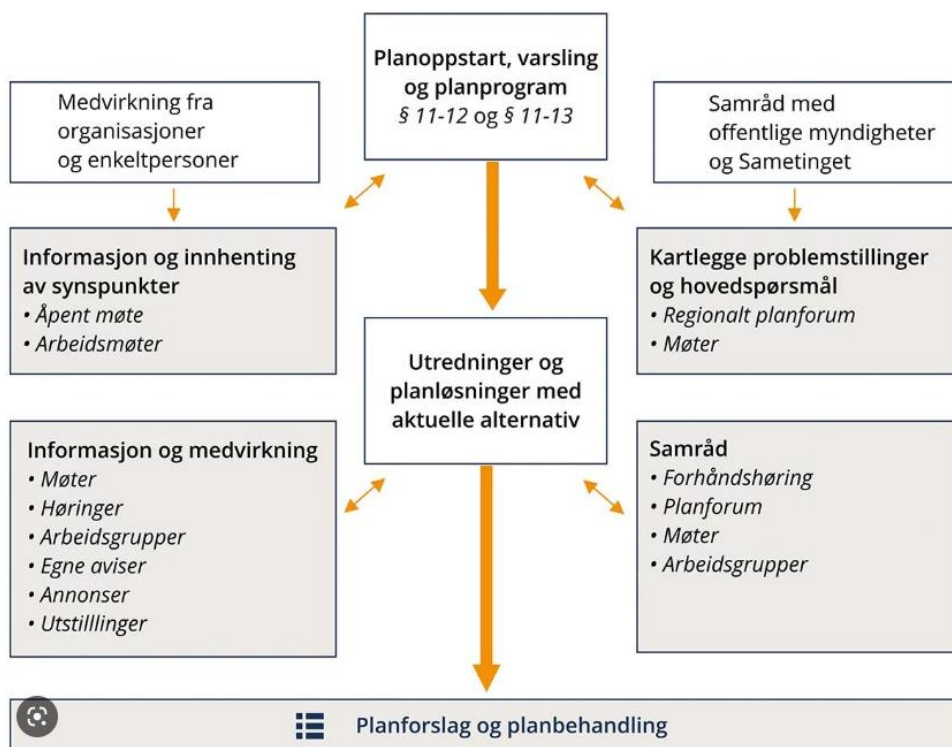 Planoppstart, varsling
og planprogram
§ 11-12 og § 11-13
Medvirkning fra
organisasjoner
og enkeltpersoner
Samråd med
offentlige myndigheter
og Sametinget
Informasjon og innhenting
av synspunkter
• Åpent møte
• Arbeidsmøter
Kartlegge problemstillinger
og hovedspørsmål
• Regionalt planforum
• Møter
Utredninger og
planløsninger med
aktuelle alternativ
Informasjon og medvirkning
• Møter
• Høringer
• Arbeidsgrupper
• Egne aviser
• Annonser
• Utstilllinger
Samråd
• Forhåndshøring
• Planforum
• Møter
• Arbeidsgrupper
Planforslag og planbehandling